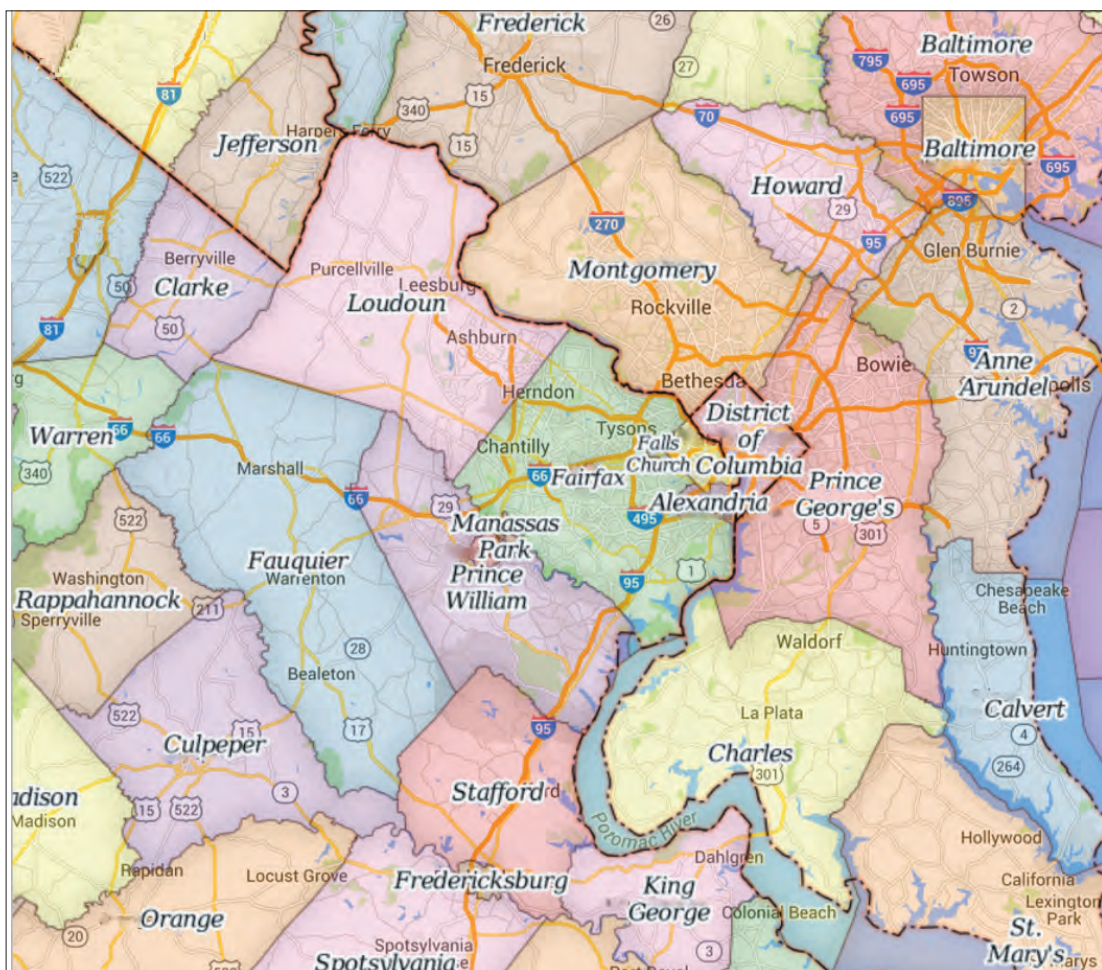 Frederick
26
Baltimore
Frederick
27
795
695
Towson
81
340
15
70
695
Jefferson
Harpers Ferry
15
Baltimore
695
522
Howard
29
895
270
95
Glen Burnie
Berryville
Purcellville
Leesburg
Montgomery
50
Clarke
Loudoun
Rockville
2
81
50
Ashburn
97
Anne
Bowie
Arundel
Herndon
Bethesda
District
of
Columbia
Tysons
Warren
66
66
Chantilly
Falls
Church
340
Marshall
66
Fairfax
Prince
George's
66
29
495
Alexandria
5
301
522
Manassas
Park
Fauquier
Warrenton
Prince
William
95
1
Washington
Rappahannock
211
Sperryville
Chesapeake
Beach
Waldorf
28
Huntingtown
Bealeton
522
15
17
95
La Plata
Calvert
Culpeper
4
Charles
301
264
adison
Madison
3
Stafford
15
522
Potomac River
Hollywood
Rapidan
Locust Grove
Dahlgren
Fredericksburg
King
George
California
Lexington
Park
Orange
Colonial Beach
20
St.
Mary's
Spotsylvania
3
Spotsylvania